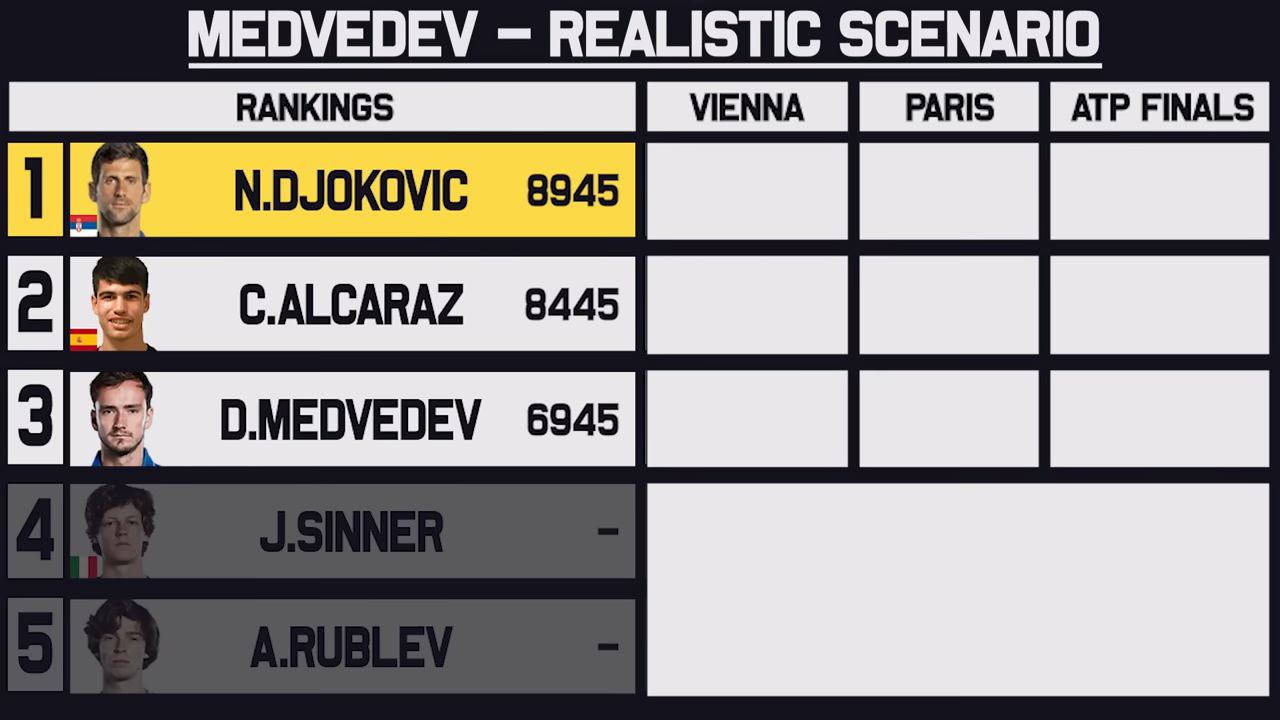 MEDVEDEV – REALISTIC SCENARIO
RANKINGS VIENNA PARIS ATP FINALS
1 N.DJOKOVIC 8945
2 C.ALCARAZ 8445
3 D.MEDVEDEV 6945
4 J.SINNER –
5 A.RUBLEV –